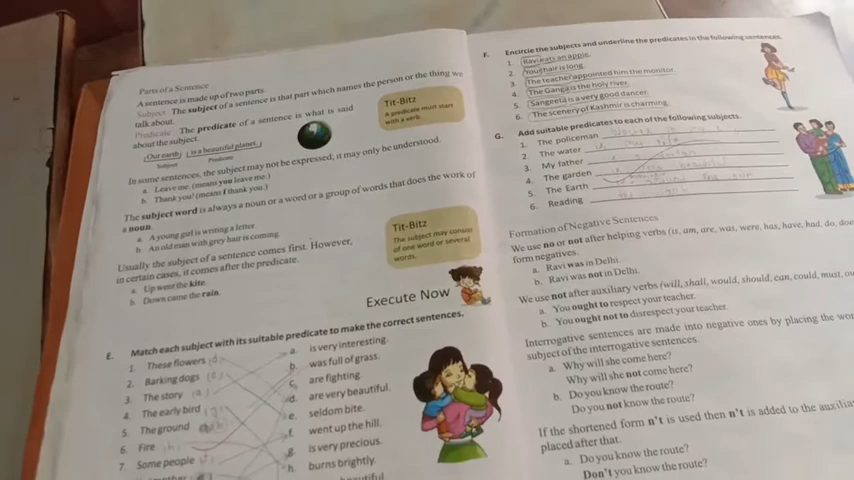 Parts of a Sentence
A sentence is made up of two parts.
Subject The subject of a sentence is that part which names the person or the thing we
talk about.
Predicate The predicate of a sentence is what is said
about the subject.
(Our earth) (is a beautiful planet.)
Subject Predicate
In some sentences, the subject may not be expressed, it may only be understood.
a. Leave me. (means you leave me.)
b. Thank you! (means I thank you.)
The subject word is always a noun or a word or a group of words that does the work of
a noun.
a. A young girl is writing a letter.
b. An old man with grey hair is coming.
Usually the subject of a sentence comes first. However,
in certain cases, it comes after the predicate.
a. Up went the kite.
b. Down came the rain.
Tit-Bitz
A predicate must start
with a verb.
Tit-Bitz
The subject may consist
of one word or several
words.
Execute Now
E. Match each subject with its suitable predicate to make the correct sentences.
1. These flowers (d) a. is very interesting.
2. Barking dogs (e) b. was full of grass.
3. The story (a) c. are fighting.
4. The early bird d. are very beautiful.
5. The ground e. seldom bite.
6. Fire (h) f. went up the hill.
7. Some people g. is very precious.
h. burns brightly.
F. Encircle the subjects and underline the predicates in the following sentences.
1. Ravi eats an apple.
2. Your hair is long.
3. The teacher appointed him the monitor.
4. The Ganga is the holy river.
5. Sangeeta is a very good dancer.
6. The scenery of Kashmir is charming.
G. Add suitable predicates to each of the following subjects.
1. The policeman
2. The water
3. My father
4. The garden
5. The Earth
6. Reading
Formation of Negative Sentences
We use no or not after helping verbs (is, am, are, was, were, has, have, had, do, does
form negatives.
a. Ravi was in Delhi.
b. Ravi was not in Delhi.
We use not after auxiliary verbs (will, shall, would, should, can, could, must, ou
a. You ought to respect your teacher.
b. You ought not to disrespect your teacher.
Interrogative sentences are made into negative ones by placing the wor
subject of the interrogative sentences.
a. Why will she come here?
Why will she not come here?
b. Do you know the route?
Do you not know the route?
If the shortened form n't is used then n't is added to the auxilia
placed after that.
a. Do you know the route?
Don't you know the route?